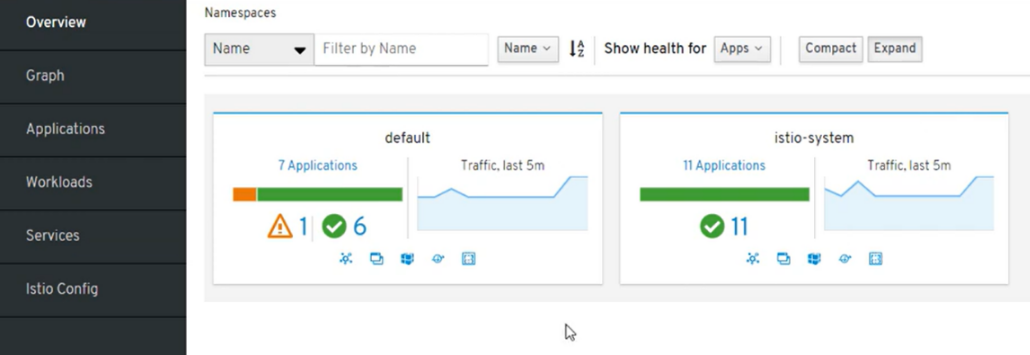 Overview
Graph
Applications
Workloads
Services
Istio Config
Namespaces
Name Filter by Name Name Show health for Apps Compact Expand
default
7 Applications Traffic, last 5m
1 6
istio-system
11 Applications Traffic, last 5m
11